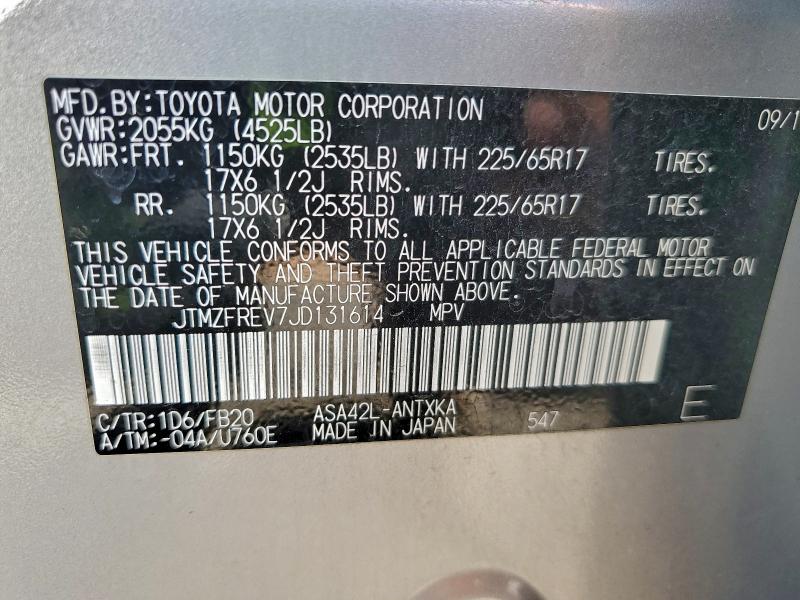 MFD.BY:TOYOTA MOTOR CORPORATION 09/1
GVWR:2055KG (4525LB)
GAWR:FRT. 1150KG (2535LB) WITH 225/65R17 TIRES.
17X6 1/2J RIMS.
RR. 1150KG (2535LB) WITH 225/65R17 TIRES.
17X6 1/2J RIMS.
THIS VEHICLE CONFORMS TO ALL APPLICABLE FEDERAL MOTOR
VEHICLE SAFETY AND THEFT PREVENTION STANDARDS IN EFFECT ON
THE DATE OF MANUFACTURE SHOWN ABOVE.
JTMZFREV7JD131614 MPV
C/TR:1D6/FB20 ASA42L-ANTXKA 547 E
A/TM:-04A/U760E MADE IN JAPAN